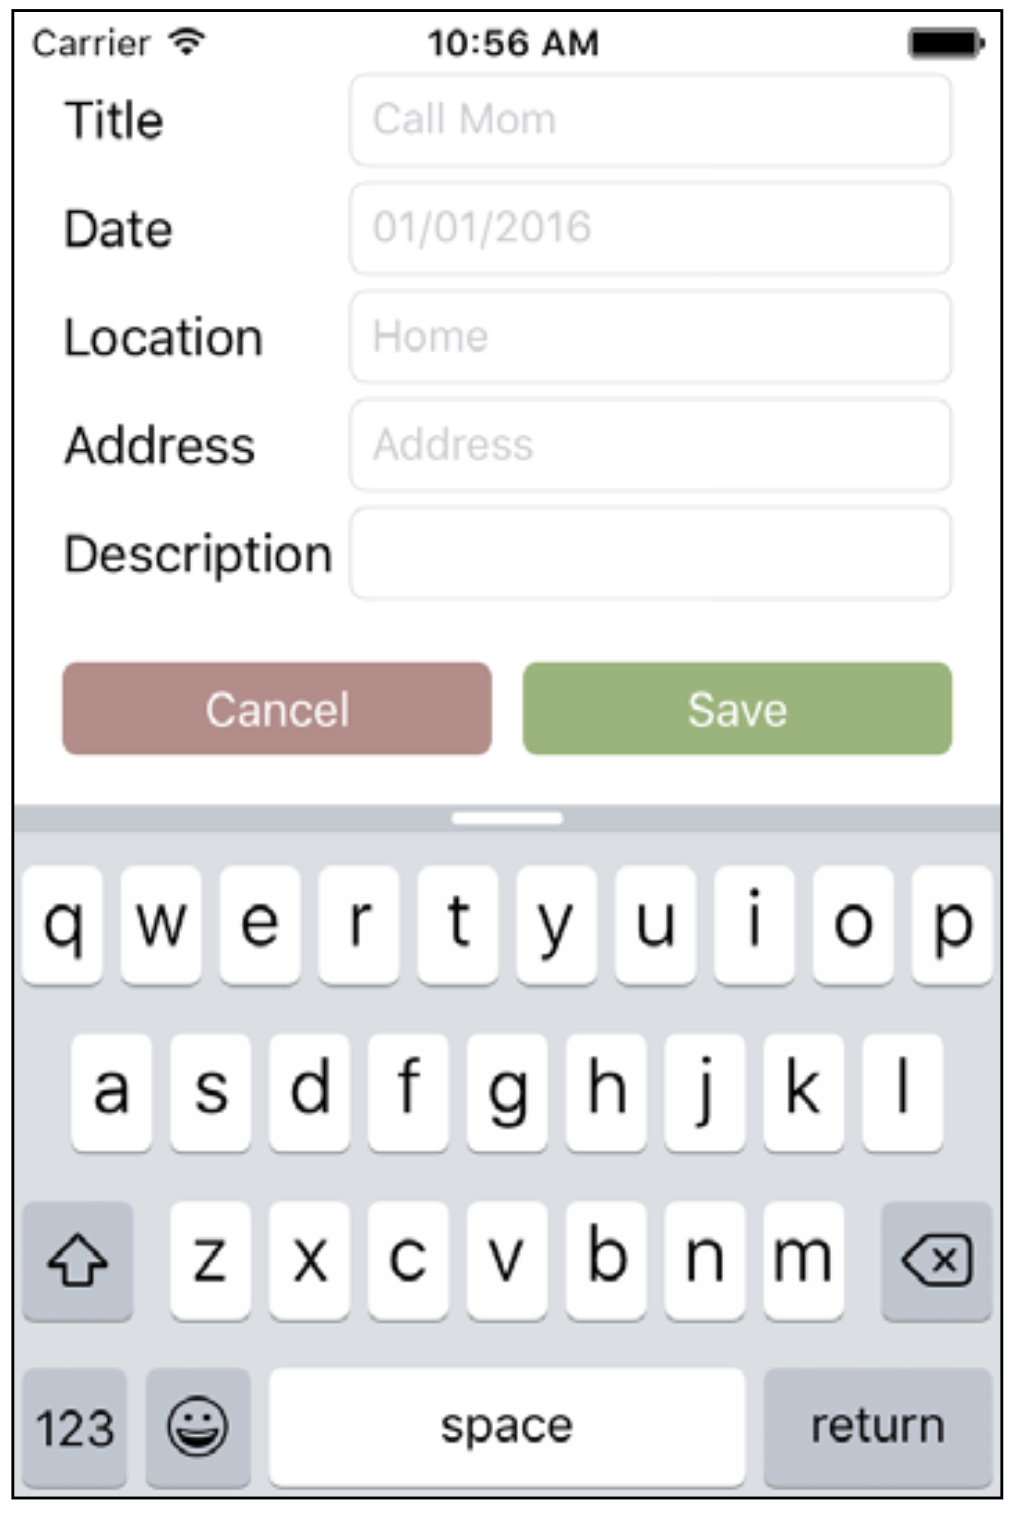 Carrier 10:56 AM
Title Call Mom
Date 01/01/2016
Location Home
Address Address
Description
Cancel Save
q w e r t y u i o p
a s d f g h j k l
z x c v b n m
123 space return